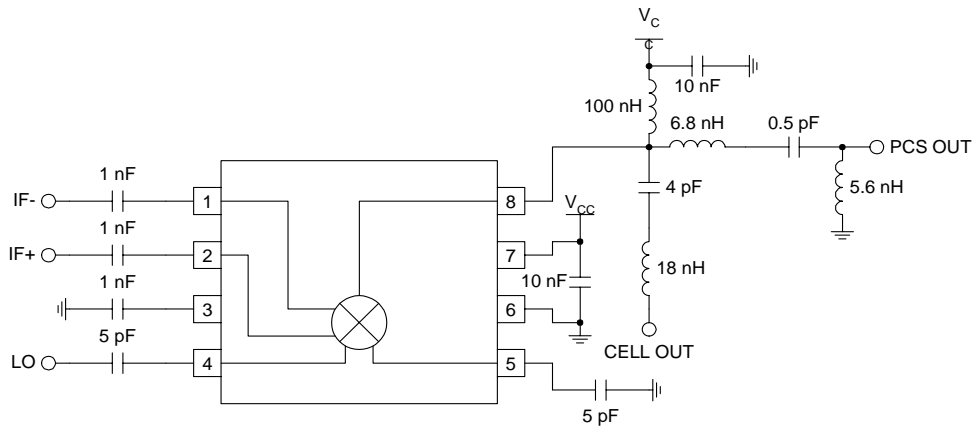 V
C
C
10 nF
100 nH
6.8 nH
0.5 pF
PCS OUT
1 nF
IF-
1
8
4 pF
5.6 nH
VCC
1 nF
IF+
2
7
18 nH
1 nF
10 nF
3
6
5 pF
CELL OUT
LO
4
5
5 pF